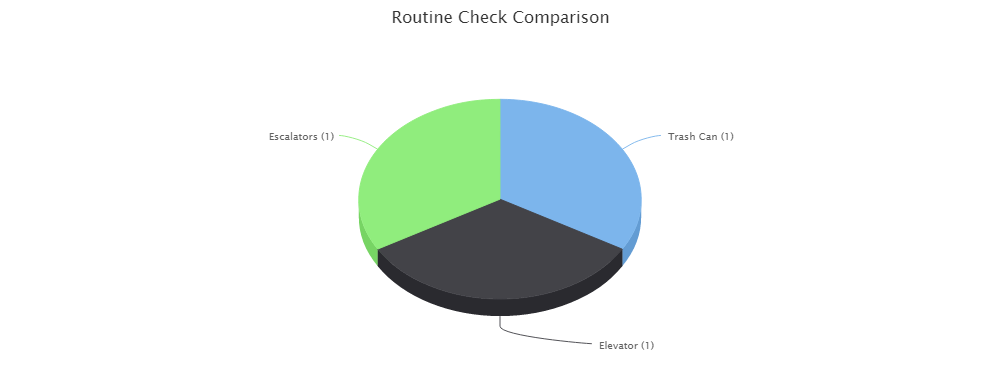 Routine Check Comparison
Escalators (1)
Trash Can (1)
Elevator (1)